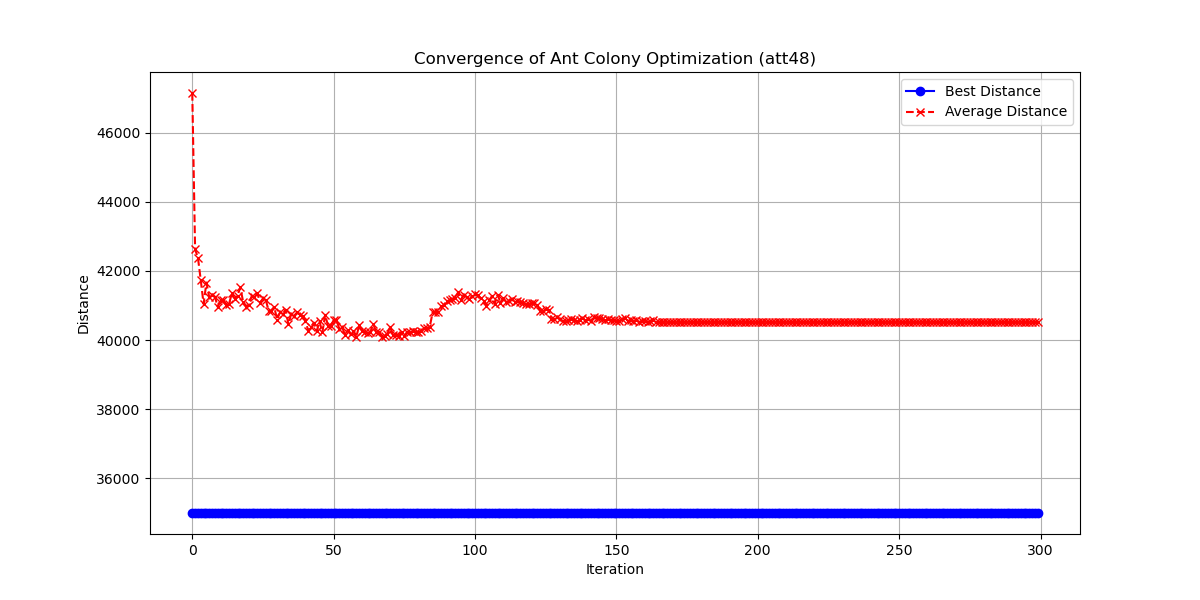 Convergence of Ant Colony Optimization (att48)
Best Distance
Average Distance
46000
44000
42000
40000
38000
36000
Distance
0 50 100 150 200 250 300
Iteration